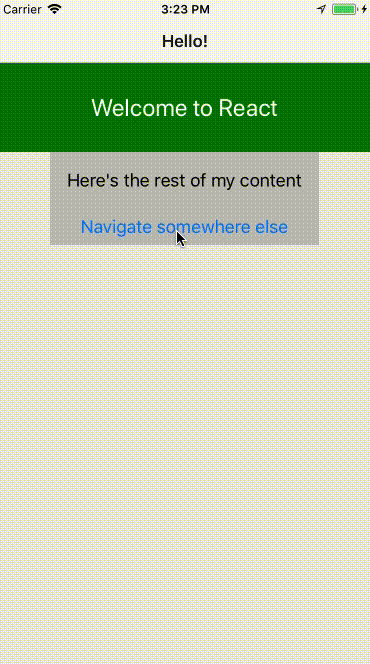 Carrier 3:23 PM
Hello!
Welcome to React
Here's the rest of my content
Navigate somewhere else